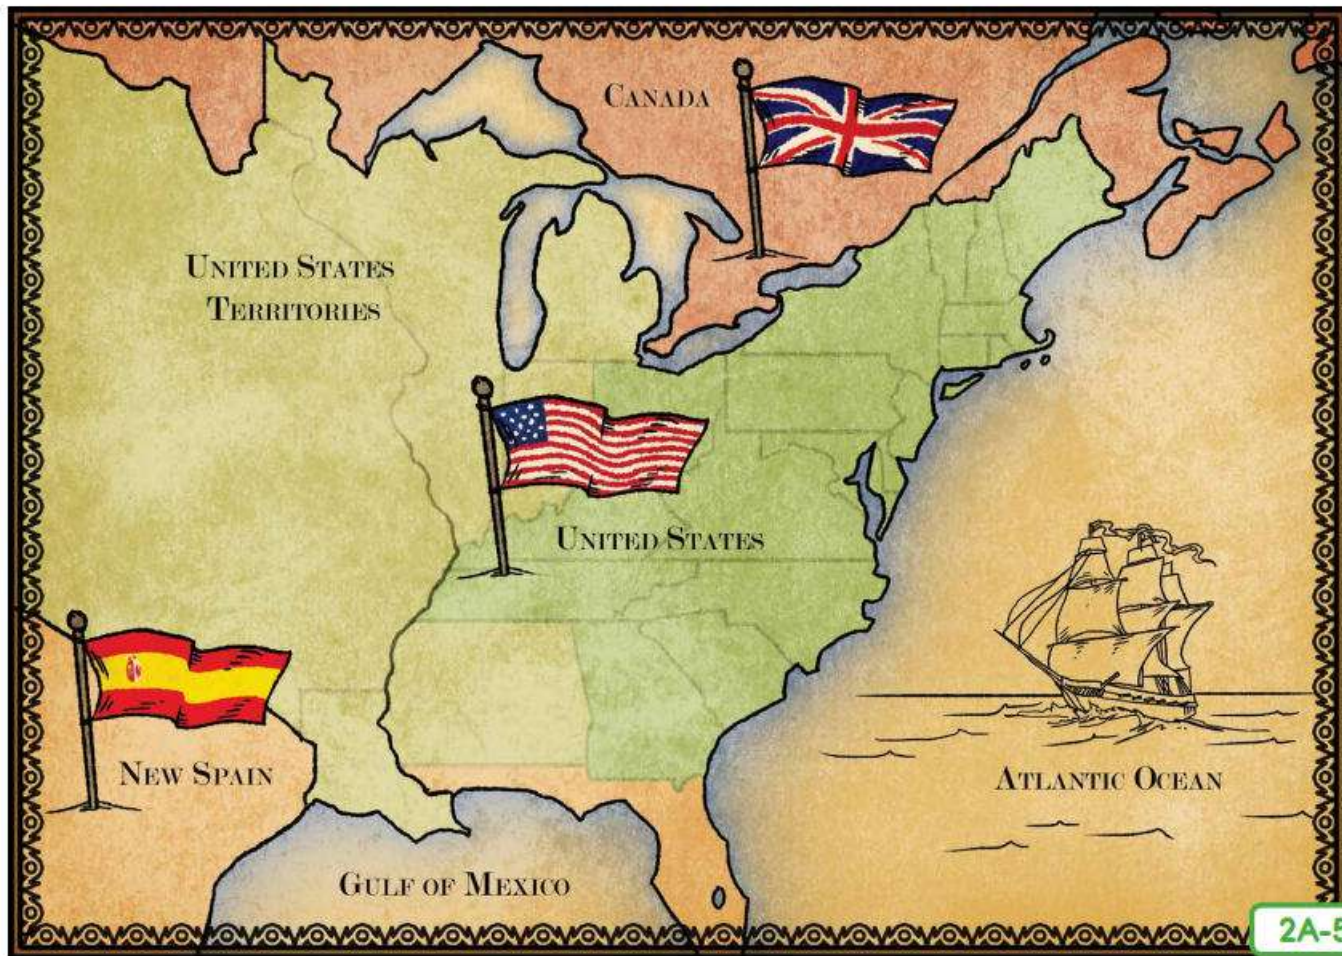 CANADA
UNITED STATES
TERRITORIES
UNITED STATES
NEW SPAIN
ATLANTIC OCEAN
GULF OF MEXICO
2A-5